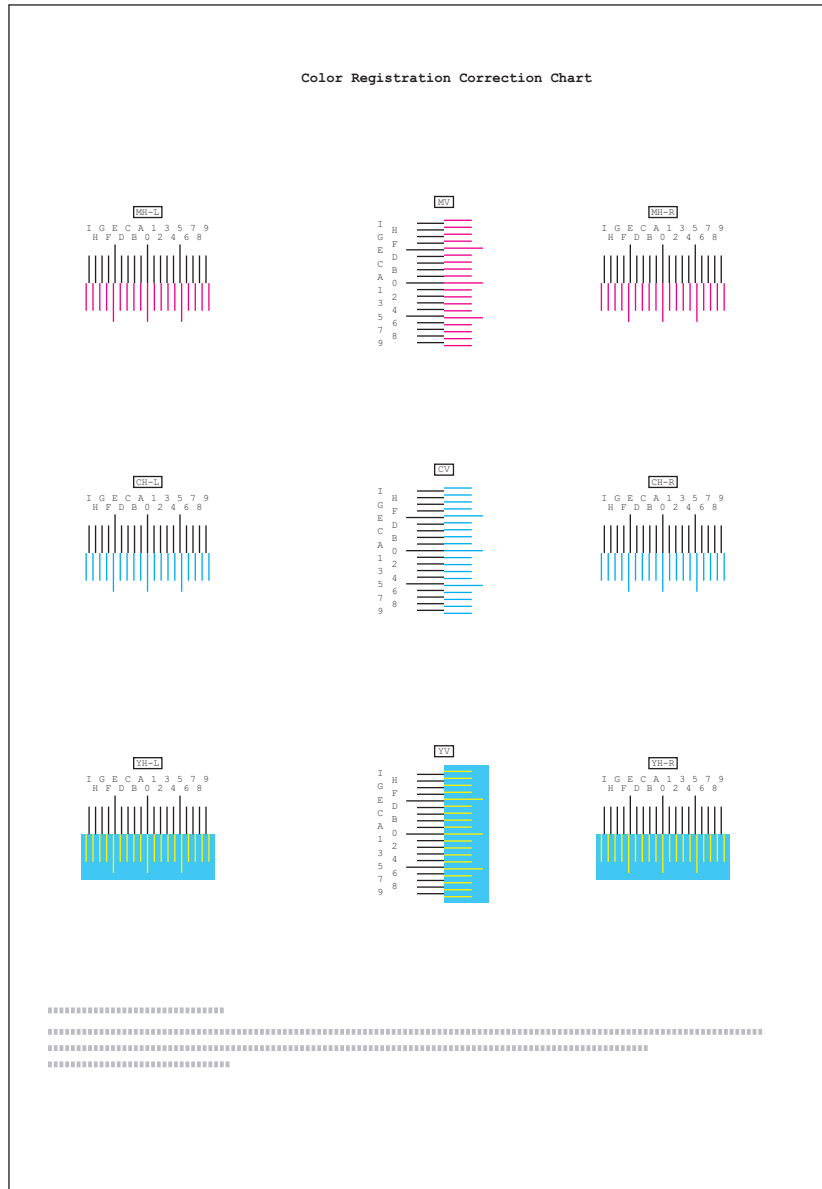 Color Registration Correction Chart
MH-L
I G E C A 1 3 5 7 9
H F D B 0 2 4 6 8
MV
I
H
G
F
E
D
C
B
A
0
1
2
3
4
5
6
7
8
9
MH-R
I G E C A 1 3 5 7 9
H F D B 0 2 4 6 8
CH-L
I G E C A 1 3 5 7 9
H F D B 0 2 4 6 8
CV
I
H
G
F
E
D
C
B
A
0
1
2
3
4
5
6
7
8
9
CH-R
I G E C A 1 3 5 7 9
H F D B 0 2 4 6 8
YH-L
I G E C A 1 3 5 7 9
H F D B 0 2 4 6 8
YV
I
H
G
F
E
D
C
B
A
0
1
2
3
4
5
6
7
8
9
YH-R
I G E C A 1 3 5 7 9
H F D B 0 2 4 6 8